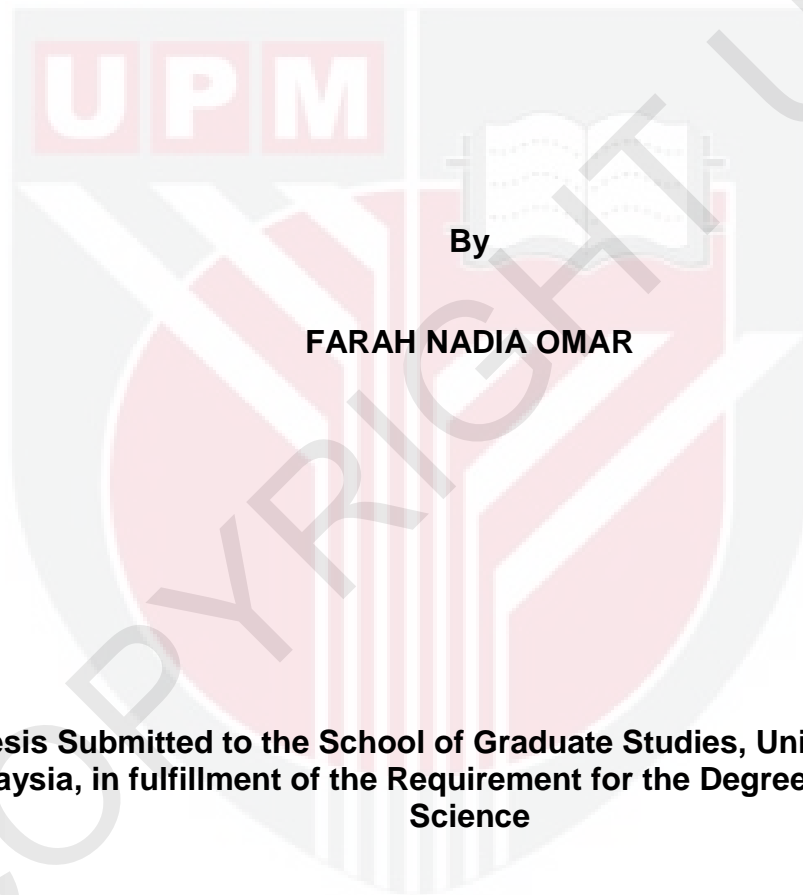 UPM
By
FARAH NADIA OMAR
esis Submitted to the School of Graduate Studies, Uni
aysia, in fulfillment of the Requirement for the Degree
Science
COPYRIGHT U